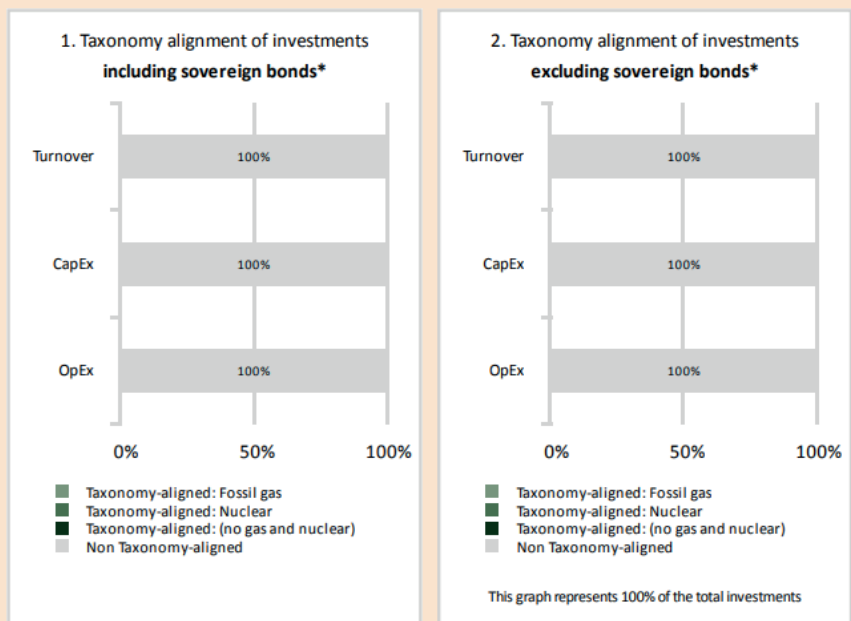 1. Taxonomy alignment of investments
including sovereign bonds*
Turnover
100%
CapEx
100%
OpEx
100%
0% 50% 100%
Taxonomy-aligned: Fossil gas
Taxonomy-aligned: Nuclear
Taxonomy-aligned: (no gas and nuclear)
Non Taxonomy-aligned
2. Taxonomy alignment of investments
excluding sovereign bonds*
Turnover
100%
CapEx
100%
OpEx
100%
0% 50% 100%
Taxonomy-aligned: Fossil gas
Taxonomy-aligned: Nuclear
Taxonomy-aligned: (no gas and nuclear)
Non Taxonomy-aligned
This graph represents 100% of the total investments